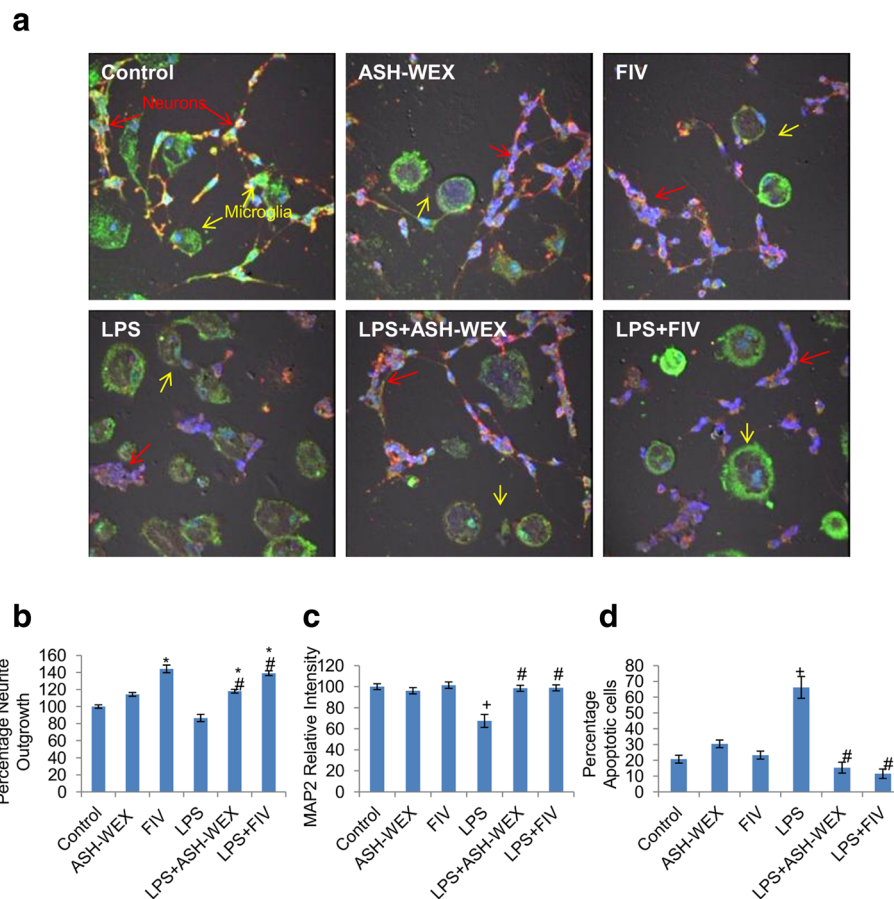 a
Control
Neurons
Microglia
ASH-WEX
FIV
LPS
LPS+ASH-WEX
LPS+FIV
b
Percentage Neurite
Outgrowth
160
140
120
100
80
60
40
20
0
*
*
#
*
#
Control
ASH-WEX
FIV
LPS
LPS+ASH-WEX
LPS+FIV
c
MAP2 Relative Intensity
120
100
80
60
40
20
0
+
#
#
Control
ASH-WEX
FIV
LPS
LPS+ASH-WEX
LPS+FIV
d
Percentage
Apoptotic cells
80
70
60
50
40
30
20
10
0
+
#
#
Control
ASH-WEX
FIV
LPS
LPS+ASH-WEX
LPS+FIV